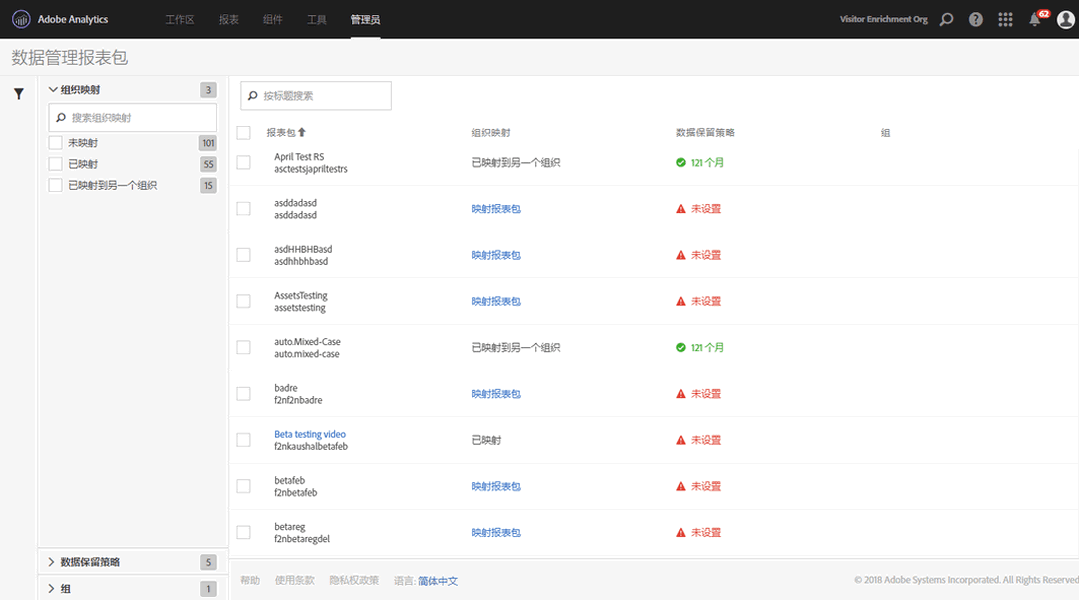 Adobe Analytics
工作区 报表 组件 工具 管理员
Visitor Enrichment Org
62
数据管理报表包
组织映射 3
搜索组织映射
未映射 101
已映射 55
已映射到另一个组织 15
数据保留策略 5
组 1
按标题搜索
报表包 组织映射 数据保留策略 组
April Test RS
asctestsjapriltestrs
已映射到另一个组织 121 个月
asddadasd
asddadasd
映射报表包 未设置
asdHHBHBasd
asdhhbhbasd
映射报表包 未设置
AssetsTesting
assetstesting
映射报表包 未设置
auto.Mixed-Case
auto.mixed-case
已映射到另一个组织 121 个月
badre
f2nf2nbadre
映射报表包 未设置
Beta testing video
f2nkaushalbetafeb
已映射 未设置
betafeb
f2nbetafeb
映射报表包 未设置
betareg
f2nbetaregdel
映射报表包 未设置
帮助 使用条款 隐私权政策 语言: 简体中文
© 2018 Adobe Systems Incorporated. All Rights Reserved